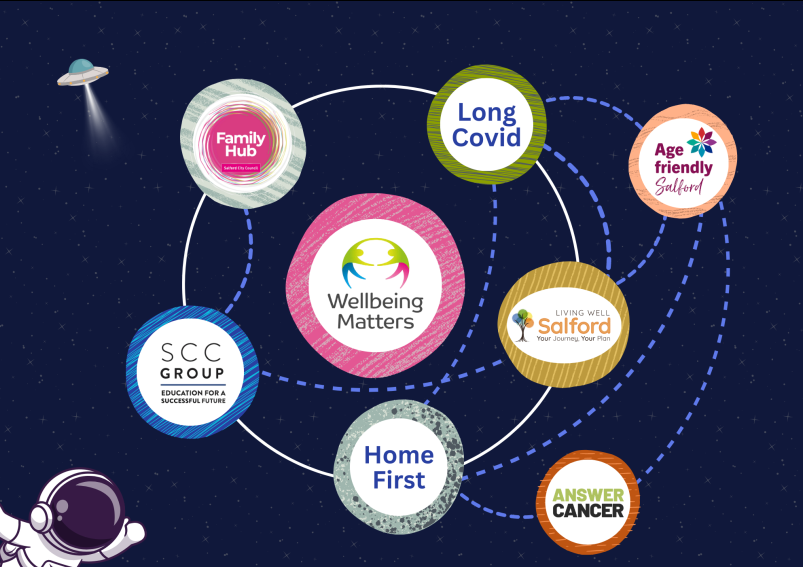 Family
Hub
Salford City Council
Long
Covid
Age
friendly
Salford
Wellbeing
Matters
LIVING WELL
Salford
Your Journey, Your Plan
SCC
GROUP
EDUCATION FOR A
SUCCESSFUL FUTURE
Home
First
ANSWER
CANCER